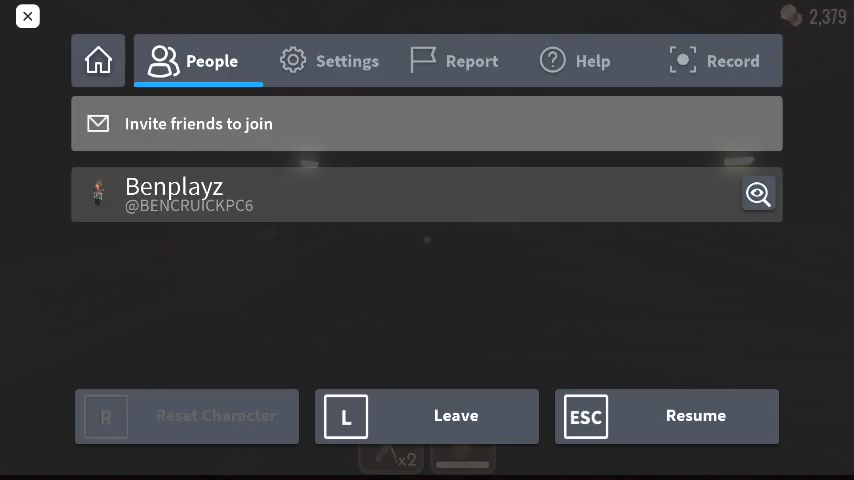 2,379
People
Settings
Report
Help
Record
Invite friends to join
Benplayz
@BENCRUICKPC6
R
Reset Character
L
Leave
ESC
Resume
x2